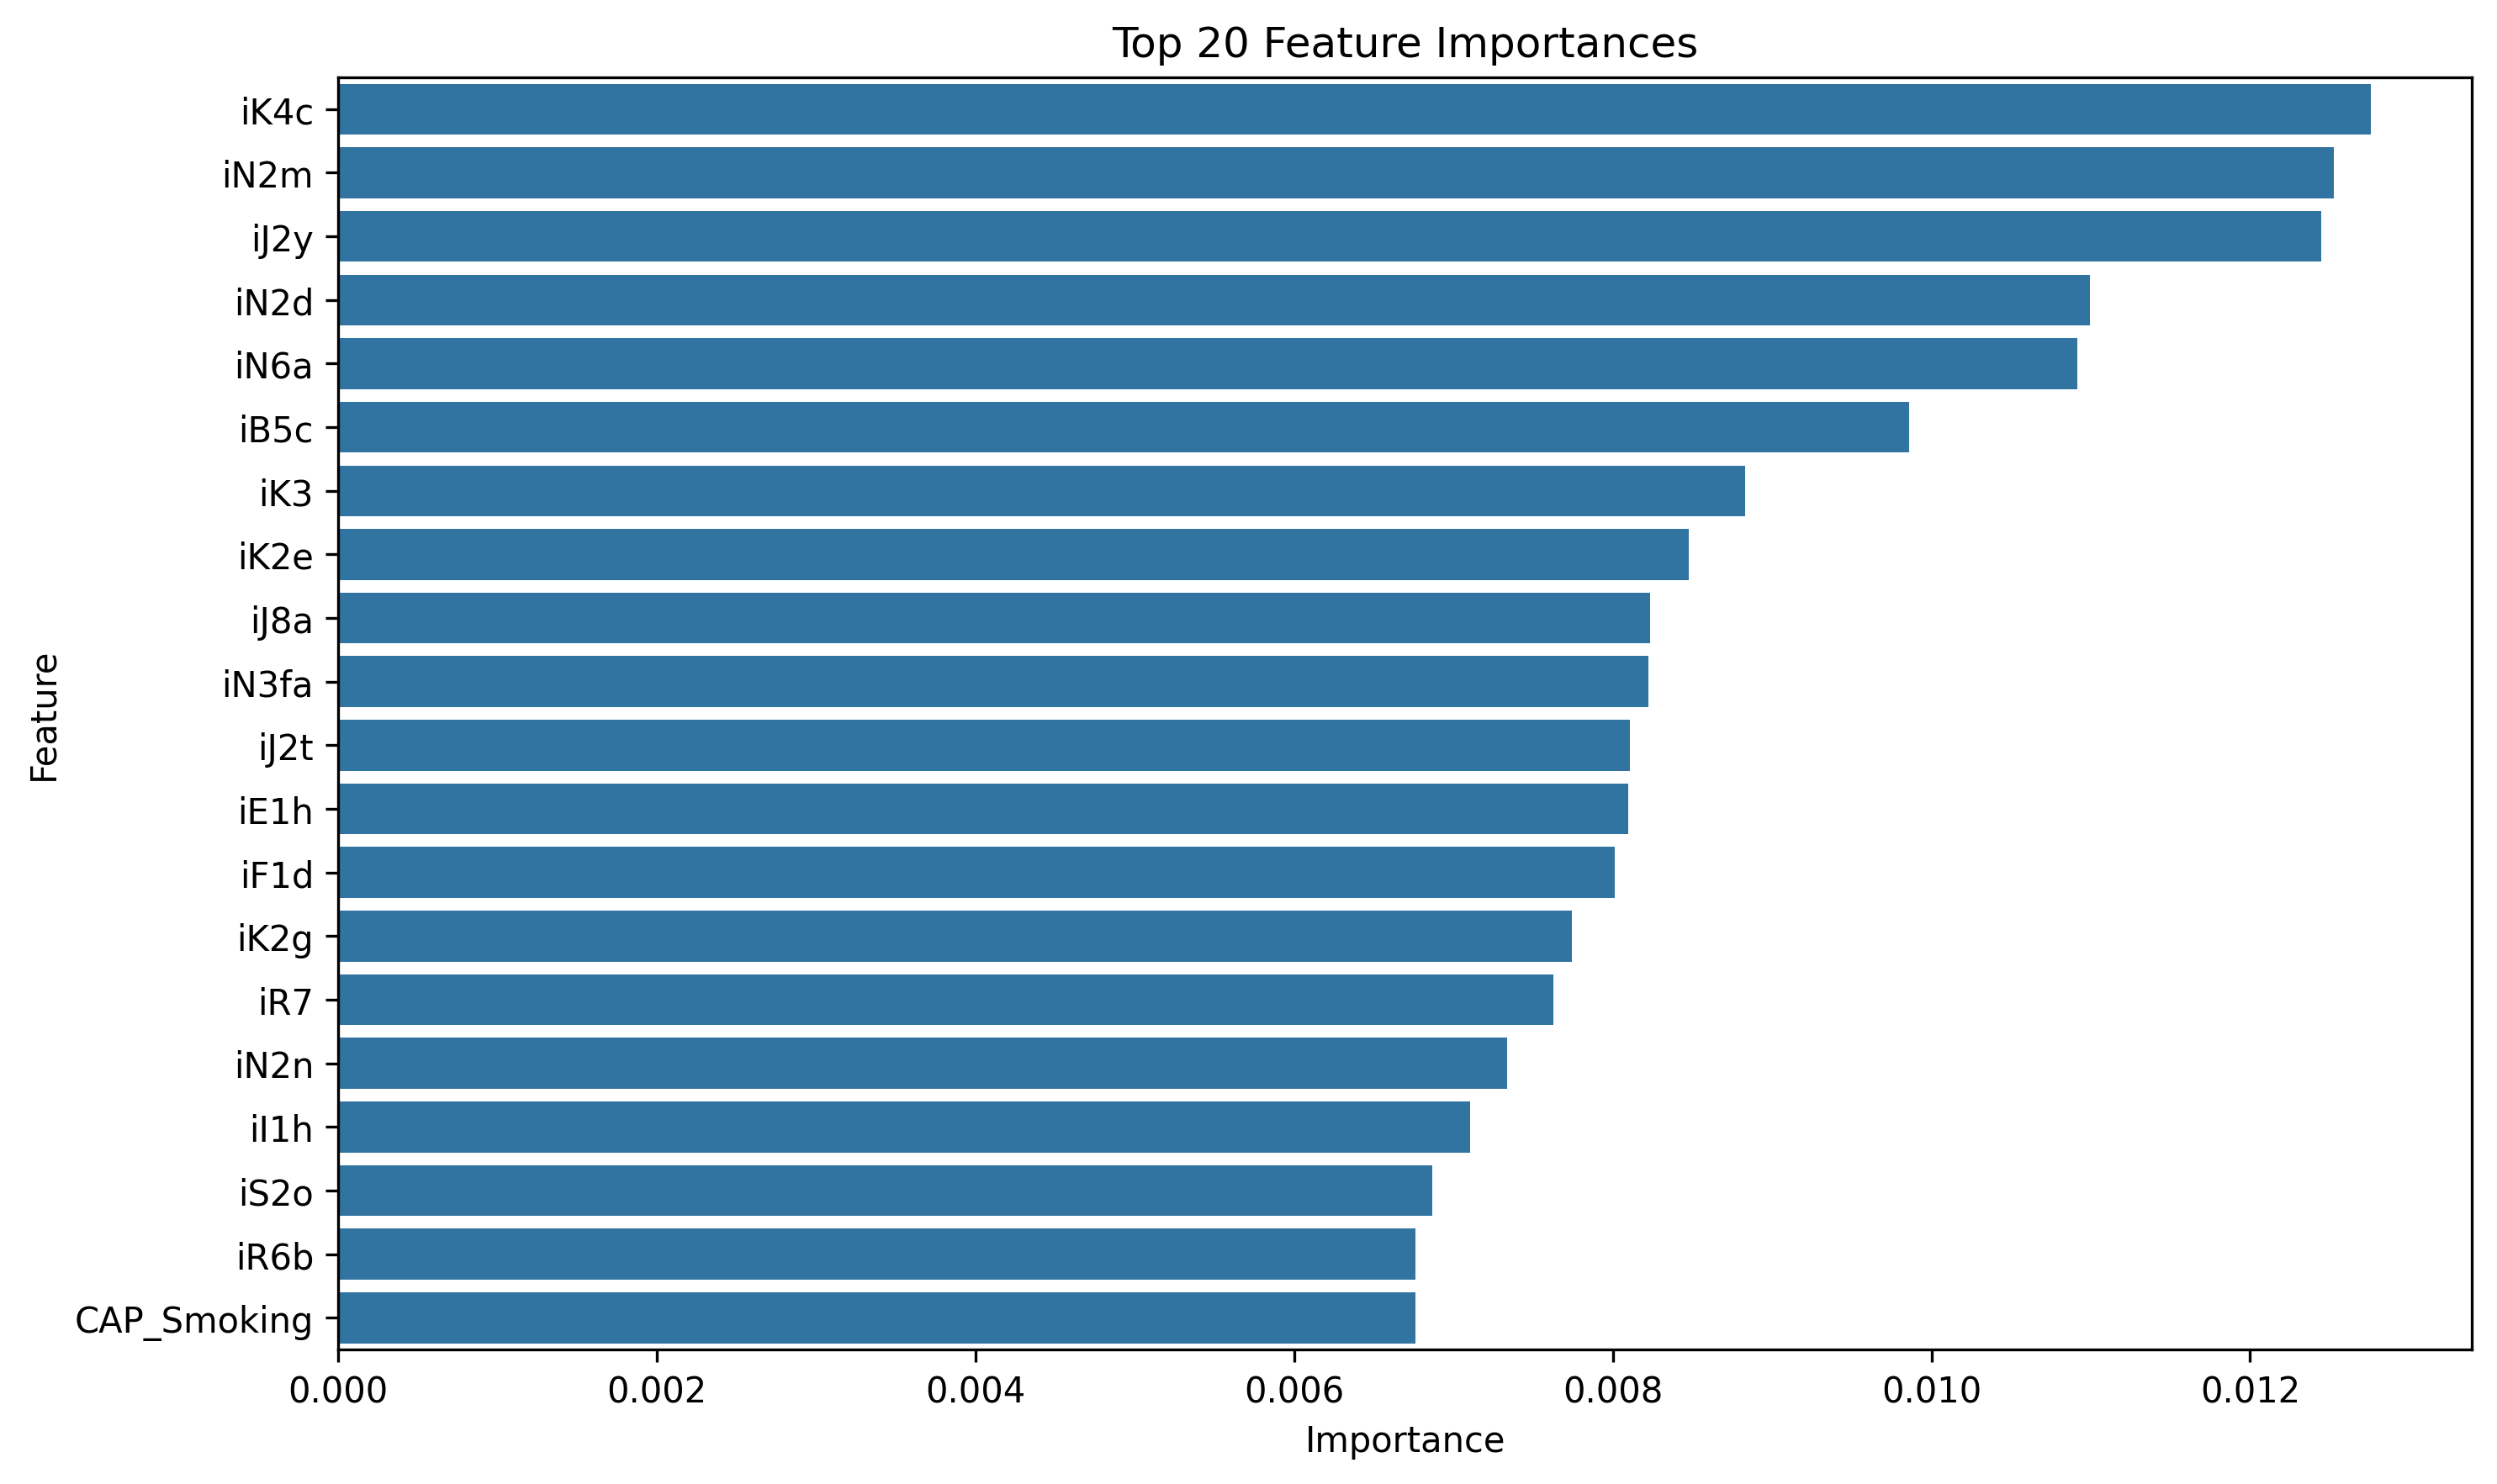 Top 20 Feature Importances
iK4c
iN2m
iJ2y
iN2d
iN6a
iB5c
iK3
iK2e
iJ8a
iN3fa
iJ2t
iE1h
iF1d
iK2g
iR7
iN2n
iI1h
iS2o
iR6b
CAP_Smoking
Feature
0.000 0.002 0.004 0.006 0.008 0.010 0.012
Importance